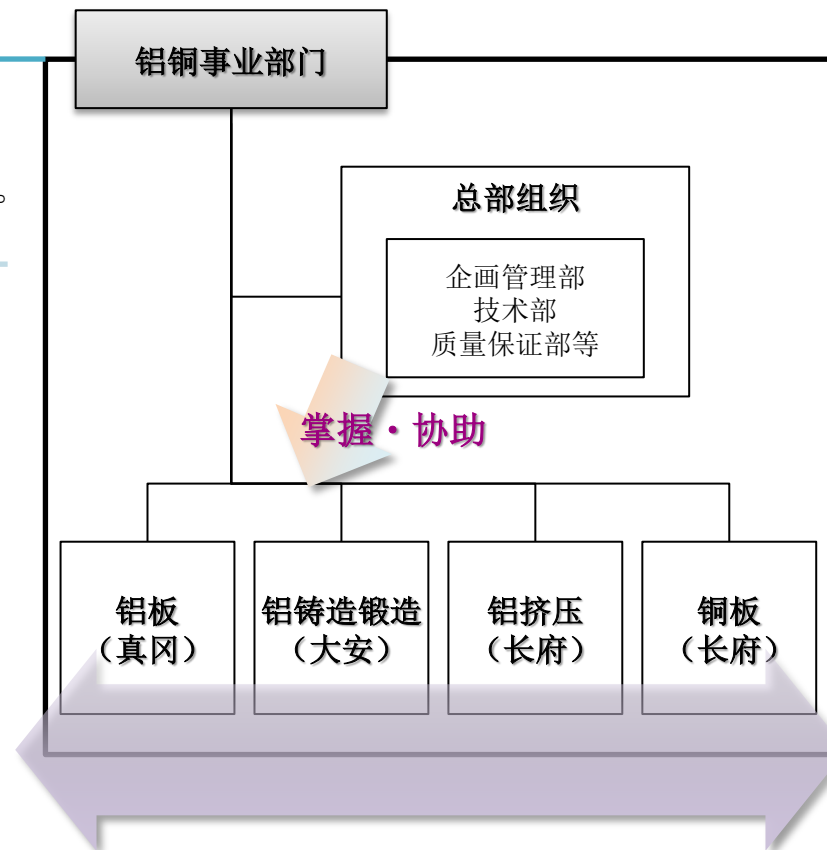 铝铜事业部门
。
总部组织
企画管理部
技术部
质量保证部等
掌握・协助
铝板
（真冈）
铝铸造锻造
（大安）
铝挤压
（长府）
铜板
（长府）